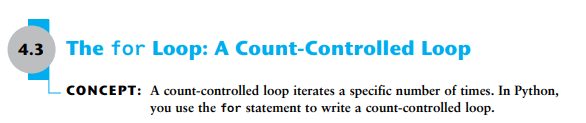 4.3 The for Loop: A Count-Controlled Loop
CONCEPT: A count-controlled loop iterates a specific number of times. In Python,
you use the for statement to write a count-controlled loop.